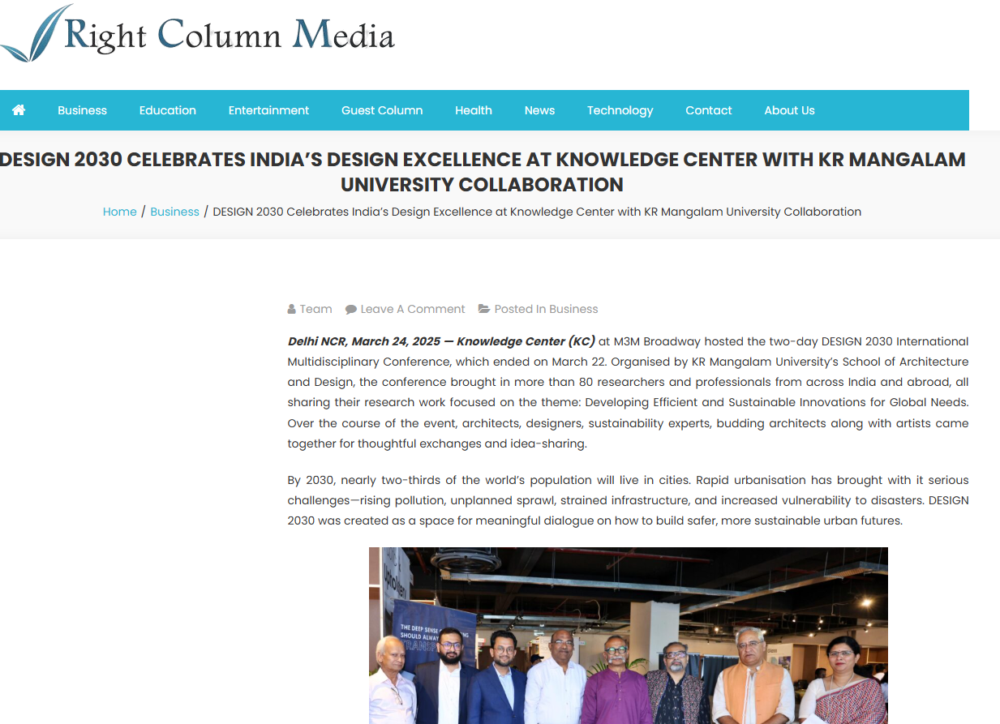 Right Column Media
Business Education Entertainment Guest Column Health News Technology Contact About Us
DESIGN 2030 CELEBRATES INDIA’S DESIGN EXCELLENCE AT KNOWLEDGE CENTER WITH KR MANGALAM
UNIVERSITY COLLABORATION
Home / Business / DESIGN 2030 Celebrates India’s Design Excellence at Knowledge Center with KR Mangalam University Collaboration
Team Leave A Comment Posted In Business
Delhi NCR, March 24, 2025 — Knowledge Center (KC) at M3M Broadway hosted the two-day DESIGN 2030 International
Multidisciplinary Conference, which ended on March 22. Organised by KR Mangalam University’s School of Architecture
and Design, the conference brought in more than 80 researchers and professionals from across India and abroad, all
sharing their research work focused on the theme: Developing Efficient and Sustainable Innovations for Global Needs.
Over the course of the event, architects, designers, sustainability experts, budding architects along with artists came
together for thoughtful exchanges and idea-sharing.
By 2030, nearly two-thirds of the world’s population will live in cities. Rapid urbanisation has brought with it serious
challenges—rising pollution, unplanned sprawl, strained infrastructure, and increased vulnerability to disasters. DESIGN
2030 was created as a space for meaningful dialogue on how to build safer, more sustainable urban futures.
THE DEEP SENSE
SHOULD